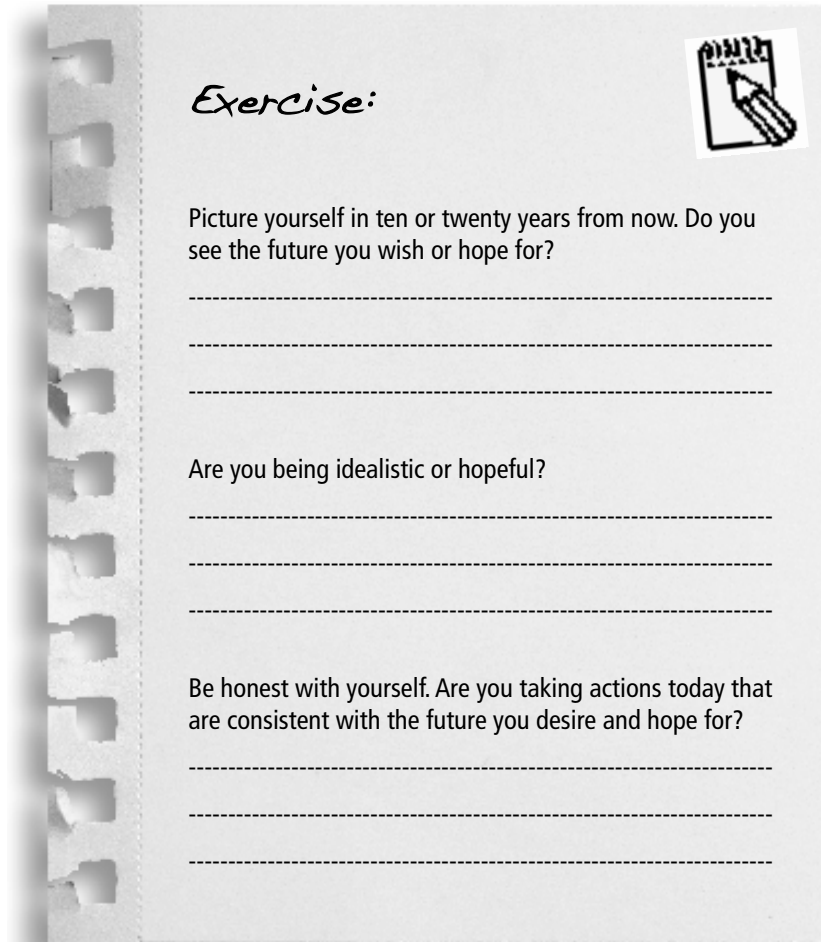 Exercise:
Picture yourself in ten or twenty years from now. Do you
see the future you wish or hope for?
Are you being idealistic or hopeful?
Be honest with yourself. Are you taking actions today that
are consistent with the future you desire and hope for?